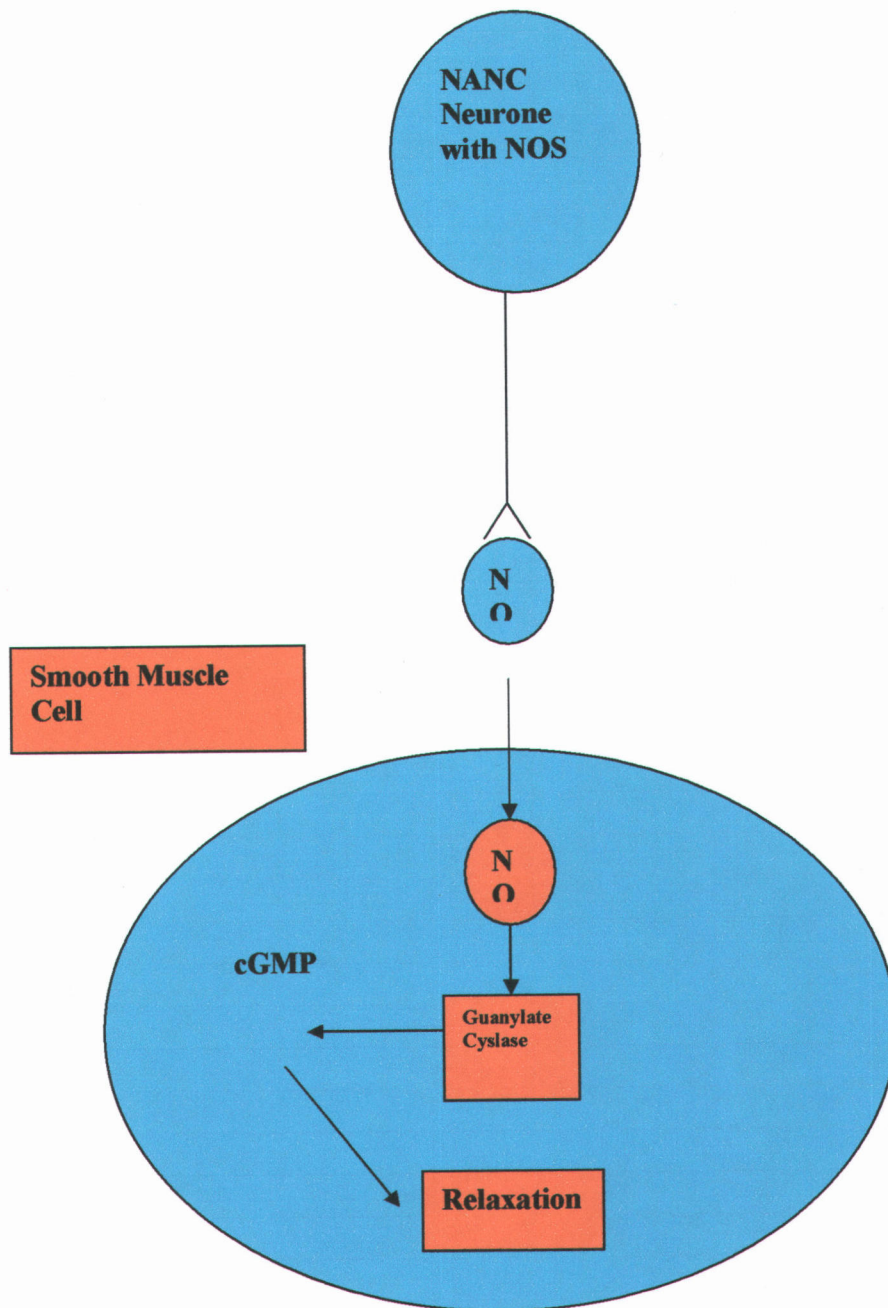 NANC
Neurone
with NOS
N
O
Smooth Muscle
Cell
N
O
cGMP
Guanylate
Cyslase
Relaxation